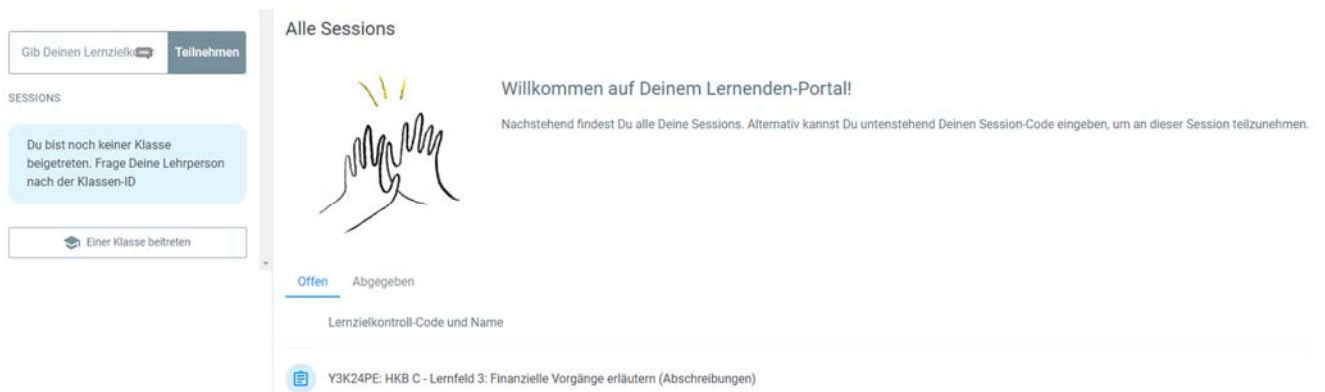 Gib Deinen Lernzielk
Teilnehmen
SESSIONS
Du bist noch keiner Klasse
beigetreten. Frage Deine Lehrperson
nach der Klassen-ID
Einer Klasse beitreten
Alle Sessions
Willkommen auf Deinem Lernenden-Portal!
Nachstehend findest Du alle Deine Sessions. Alternativ kannst Du untenstehend Deinen Session-Code eingeben, um an dieser Session teilzunehmen.
Offen
Abgegeben
Lernzielkontroll-Code und Name
Y3K24PE: HKB C - Lernfeld 3: Finanzielle Vorgänge erläutern (Abschreibungen)